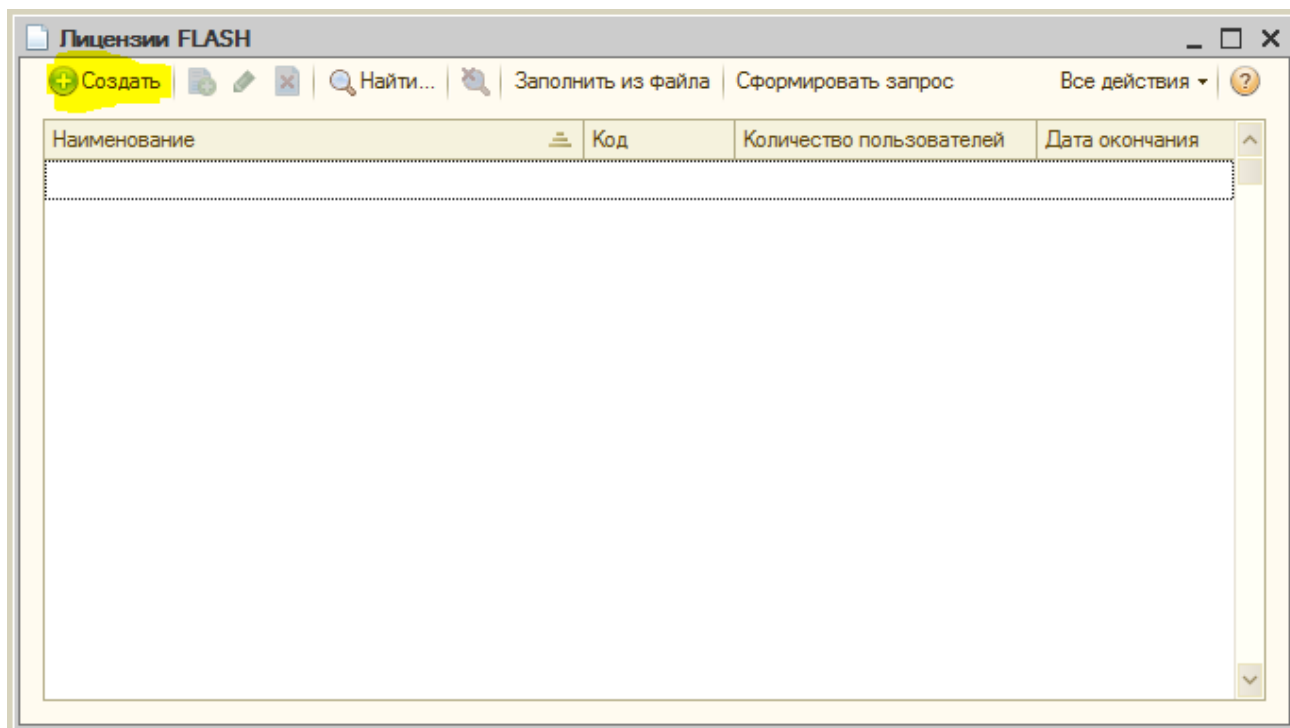 Лицензии FLASH
Создать Найти... Заполнить из файла Сформировать запрос Все действия ?
Наименование Код Количество пользователей Дата окончания